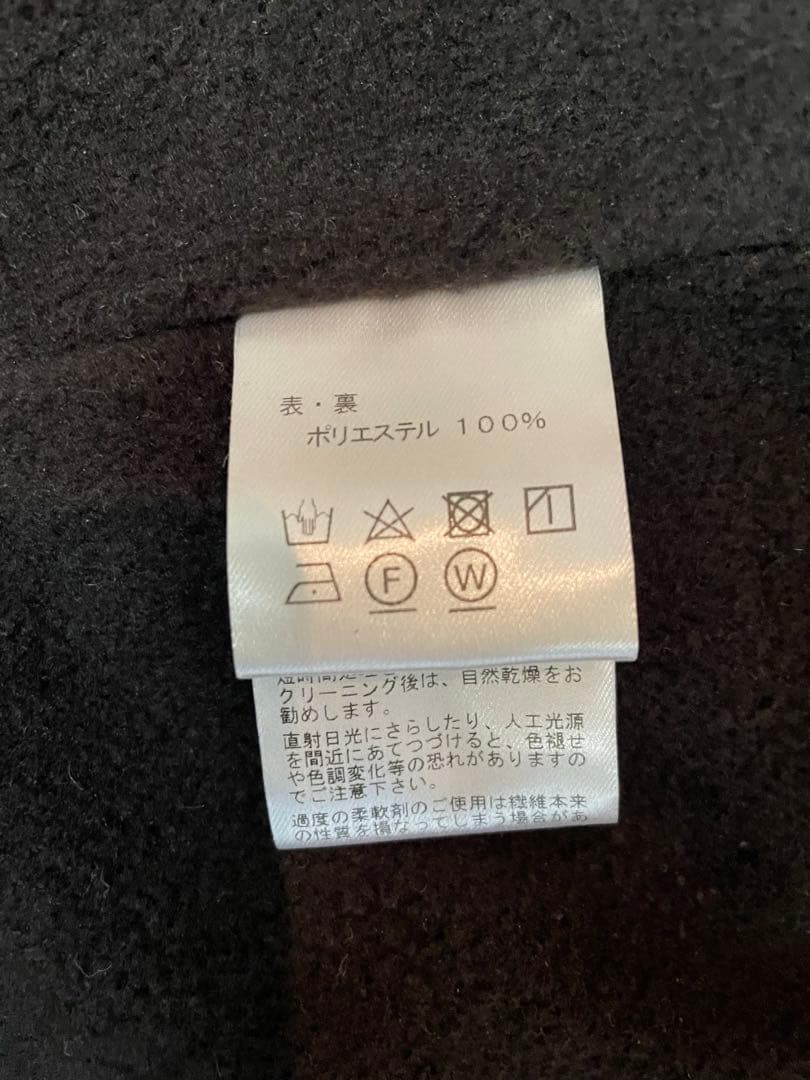 表・裏
ポリエステル 100%
F W
クリーニング後は、自然乾燥をお
勧めします。
直射日光にさらしたり、人工光源
を間近にあてつづけると、色褪せ
や色調変化等の恐れがありますの
でご注意下さい。
過度の柔軟剤のご使用は繊維本来
の性質を損なってしまう場合があ